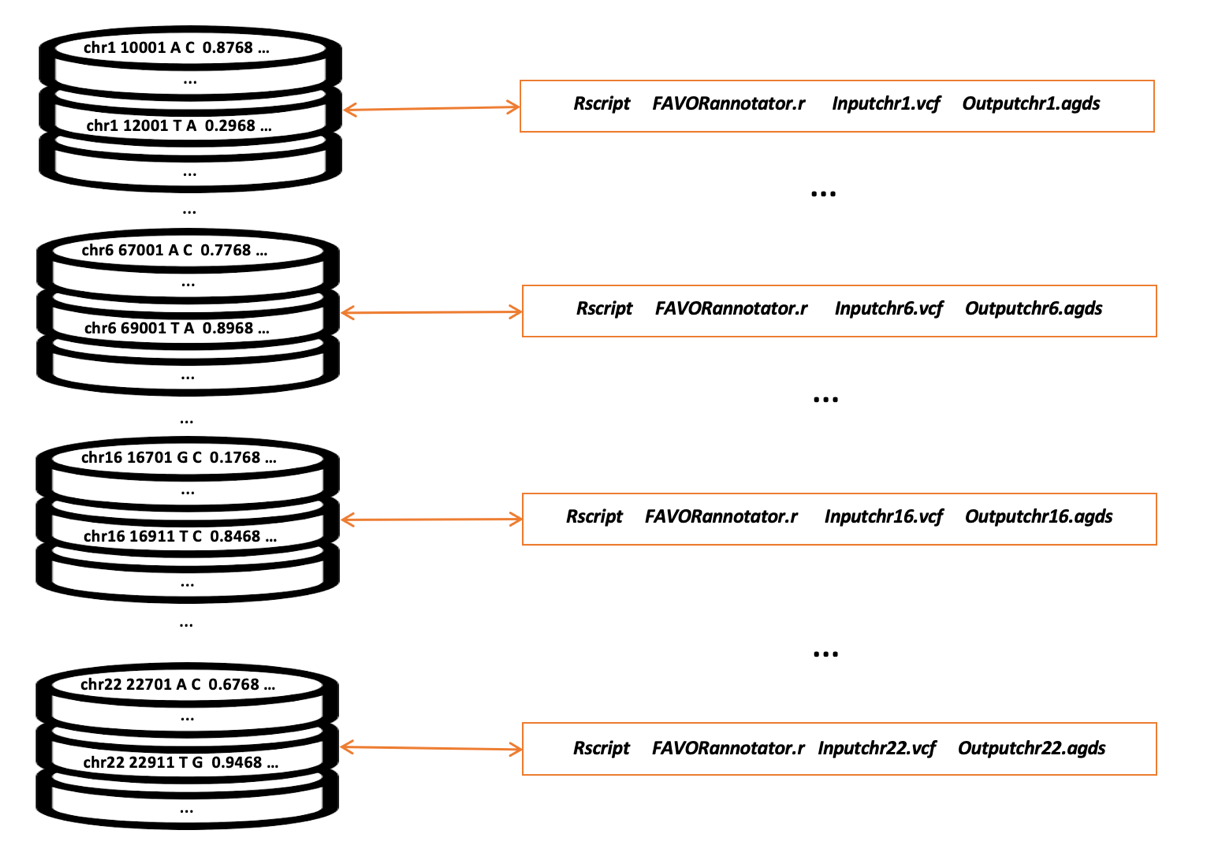 chr1 10001 A C 0.8768 ...
...
chr1 12001 T A 0.2968 ...
...
Rscript FAVORannotator.r Inputchr1.vcf Outputchr1.agds
...
...
chr6 67001 A C 0.7768 ...
...
chr6 69001 T A 0.8968 ...
...
Rscript FAVORannotator.r Inputchr6.vcf Outputchr6.agds
...
...
chr16 16701 G C 0.1768 ...
...
chr16 16911 T C 0.8468 ...
...
Rscript FAVORannotator.r Inputchr16.vcf Outputchr16.agds
...
...
chr22 22701 A C 0.6768 ...
...
chr22 22911 T G 0.9468 ...
...
Rscript FAVORannotator.r Inputchr22.vcf Outputchr22.agds